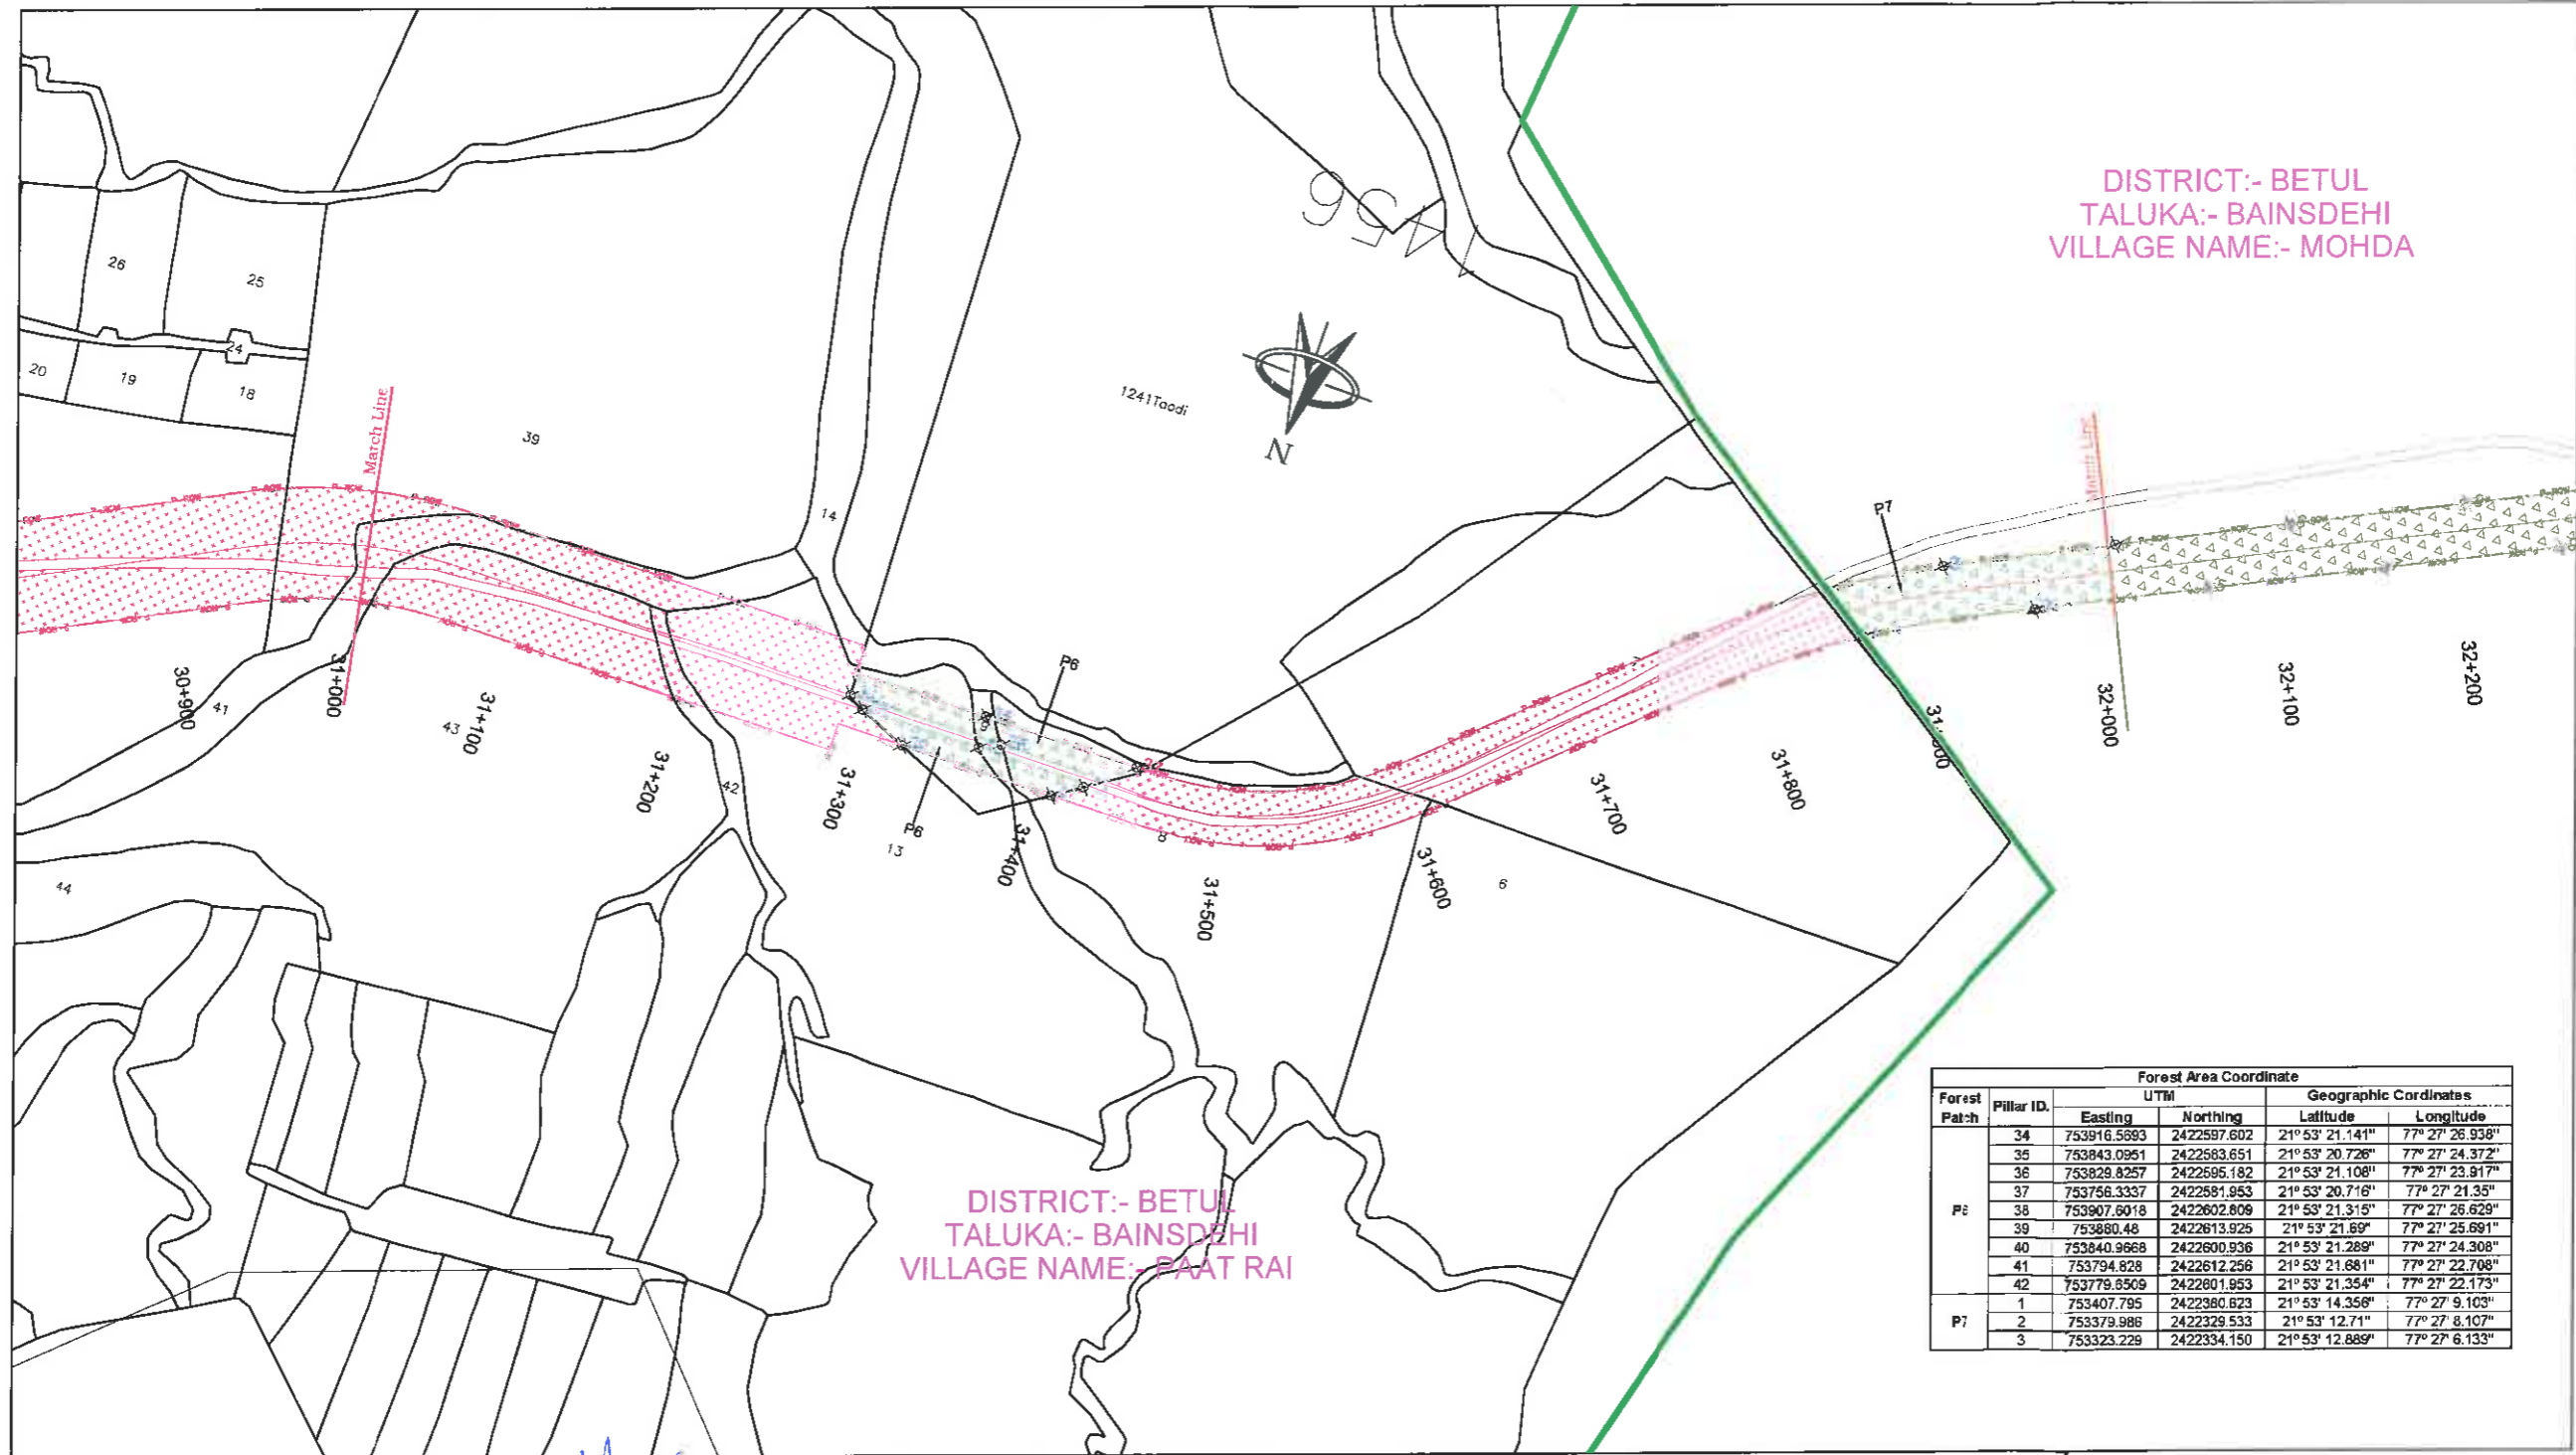 DISTRICT:- BETUL
TALUKA:- BAINSDEHI
VILLAGE NAME:- MOHDA
1456
26
25
24
20
19
18
Match Line
39
1241Taodi
N
14
P7
Match Line
P6
P6
13
30+900
31+000
41
43
31+100
31+200
42
31+300
31+400
8
31+500
31+600
6
31+700
31+800
32+000
32+100
32+200
44
DISTRICT:- BETUL
TALUKA:- BAINSDEHI
VILLAGE NAME:- PAAT RAI
Forest Area Coordinate
Forest Patch Pillar ID. UTM Geographic Cordinates
Easting Northing Latitude Longitude
P6
34 753916.5693 2422597.602 21° 53' 21.141" 77° 27' 26.938"
35 753843.0951 2422583.651 21° 53' 20.726" 77° 27' 24.372"
36 753829.8257 2422595.182 21° 53' 21.108" 77° 27' 23.917"
37 753756.3337 2422581.953 21° 53' 20.716" 77° 27' 21.35"
38 753907.6018 2422602.809 21° 53' 21.315" 77° 27' 26.629"
39 753880.48 2422613.925 21° 53' 21.69" 77° 27' 25.691"
40 753840.9668 2422600.936 21° 53' 21.289" 77° 27' 24.308"
41 753794.828 2422612.256 21° 53' 21.681" 77° 27' 22.708"
42 753779.6509 2422601.953 21° 53' 21.354" 77° 27' 22.173"
P7
1 753407.795 2422380.623 21° 53' 14.356" 77° 27' 9.103"
2 753379.986 2422329.533 21° 53' 12.71" 77° 27' 8.107"
3 753323.229 2422334.150 21° 53' 12.889" 77° 27' 6.133"